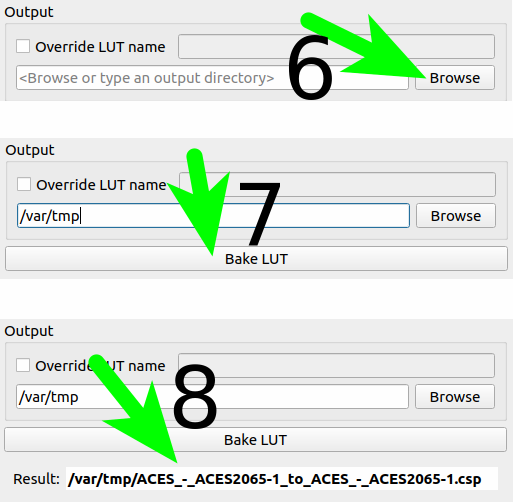 Output
Override LUT name
<Browse or type an output directory> Browse
6
Output
Override LUT name
/var/tmp Browse
7
Bake LUT
Output
Override LUT name
/var/tmp Browse
8
Bake LUT
Result: /var/tmp/ACES_-_ACES2065-1_to_ACES_-_ACES2065-1.csp